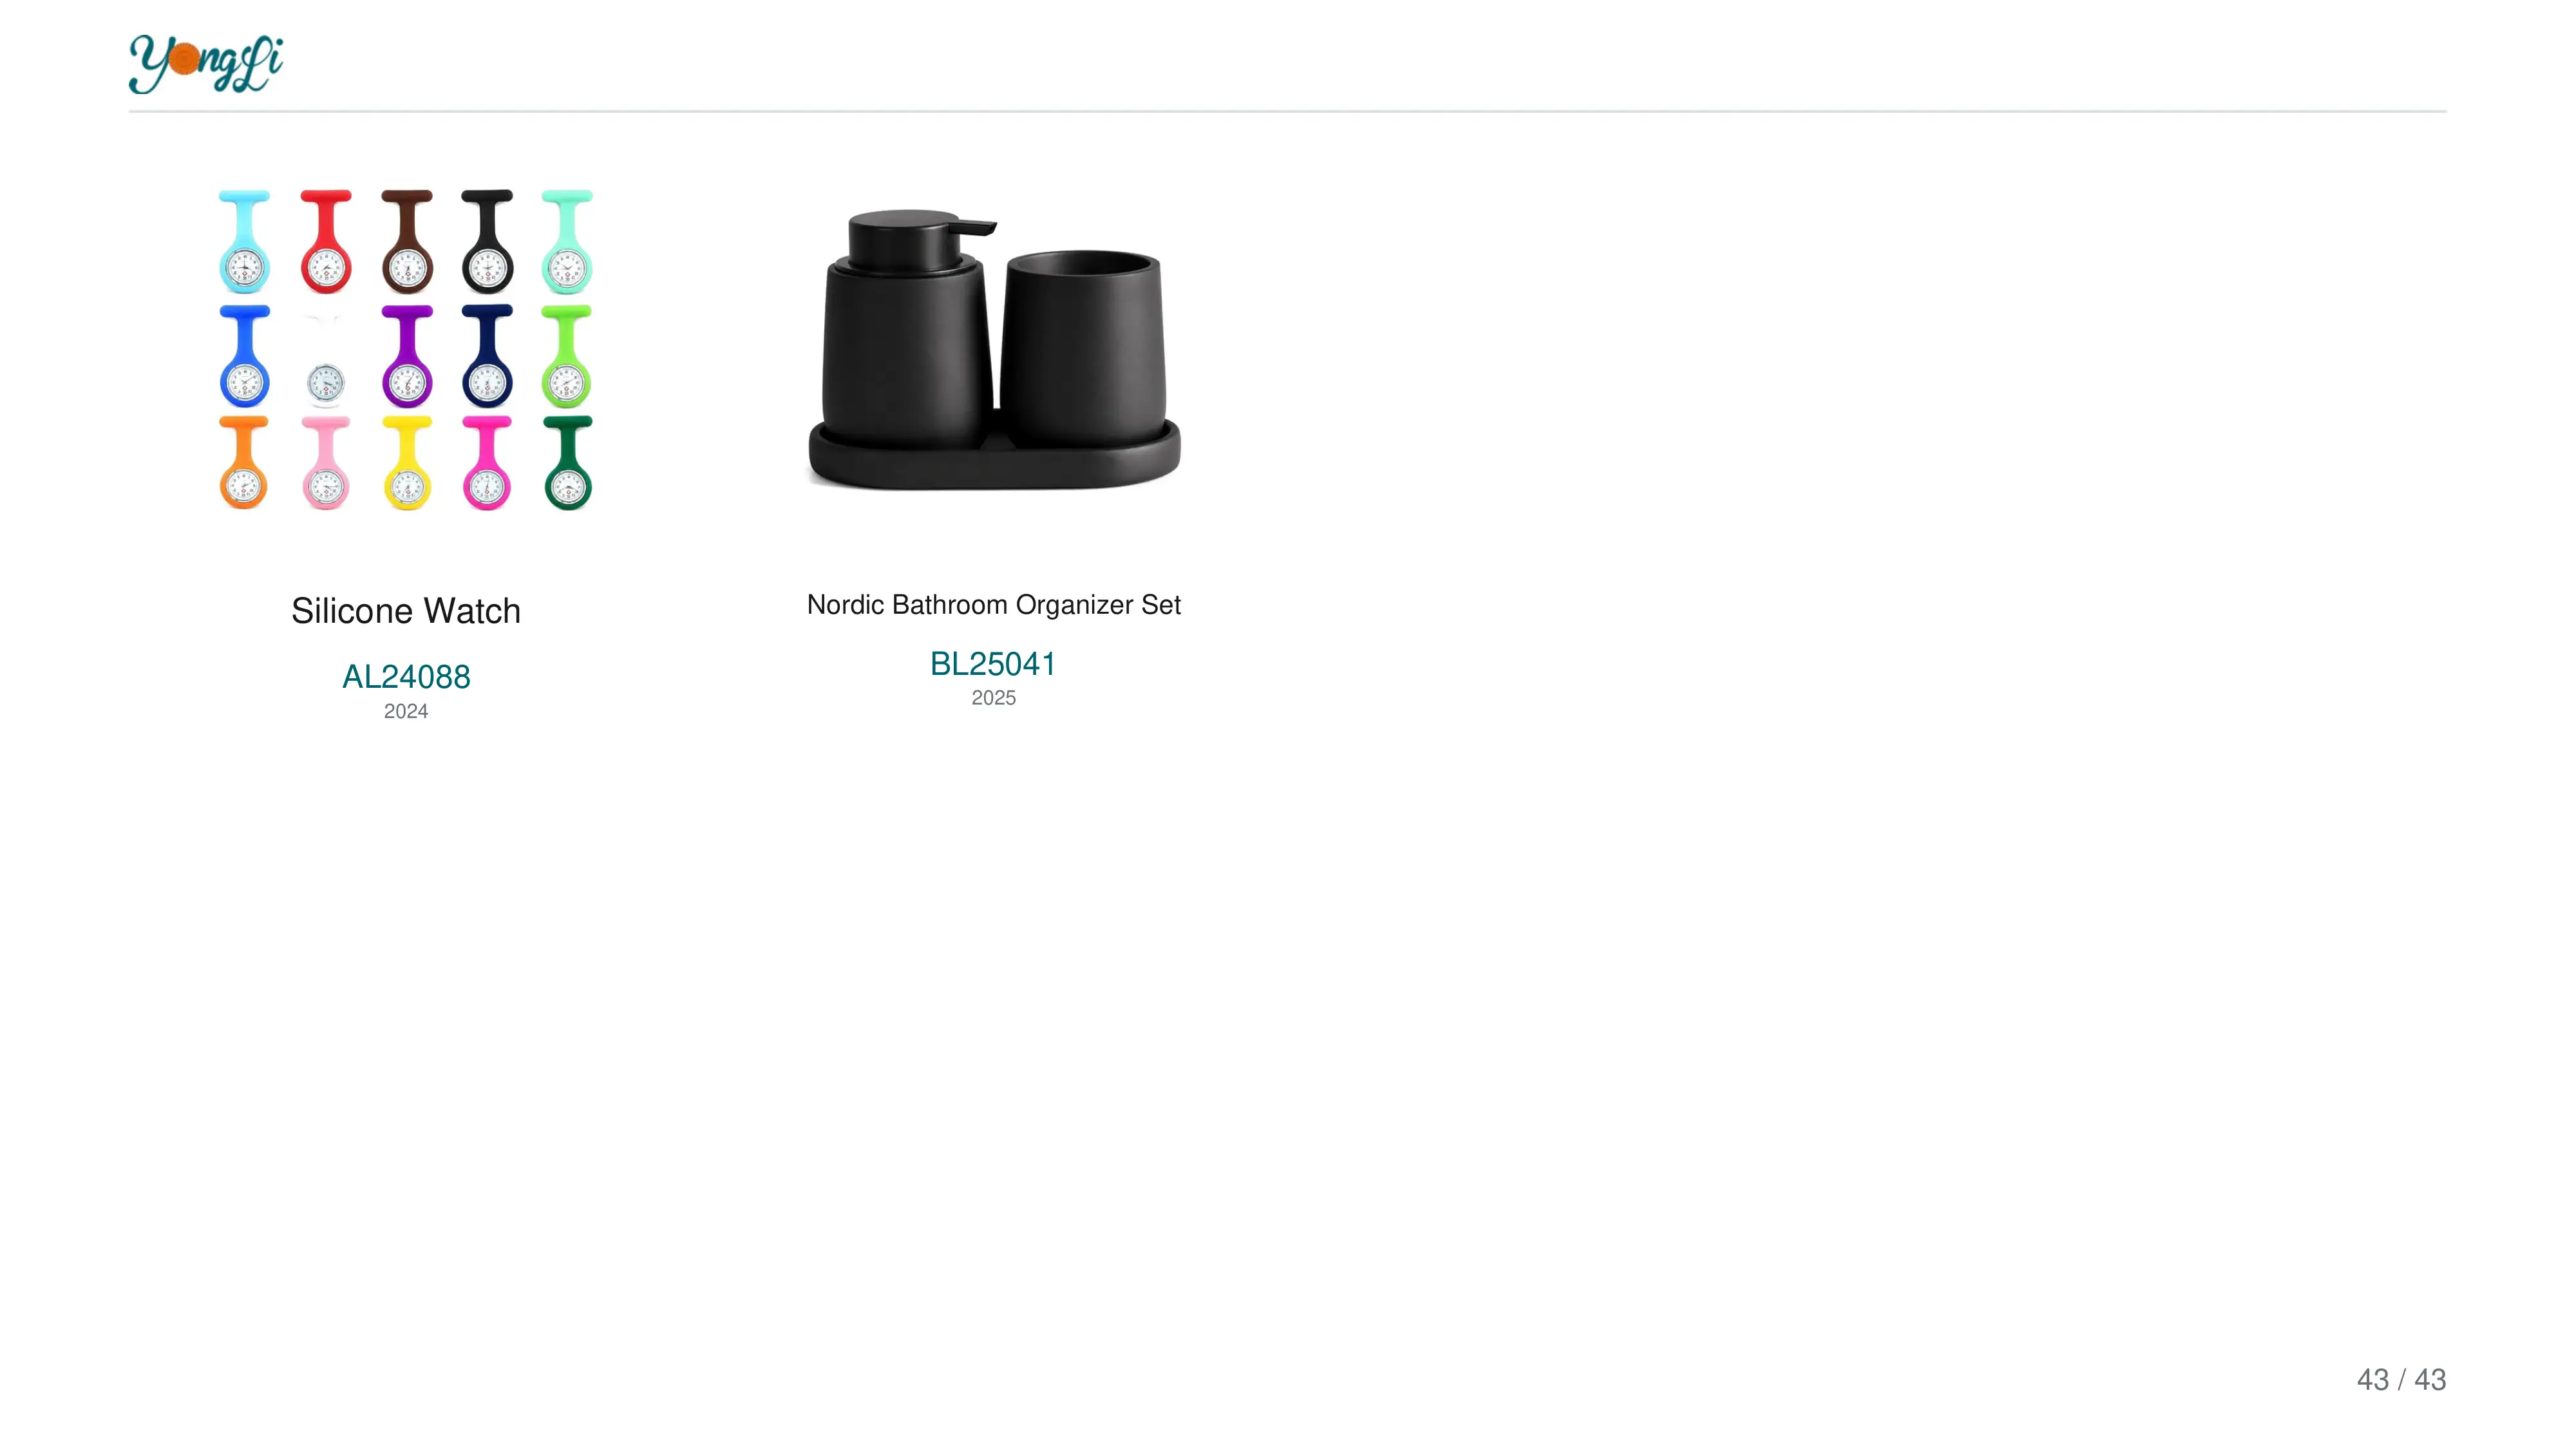 YongLi
Silicone Watch
AL24088
2024
Nordic Bathroom Organizer Set
BL25041
2025
43 / 43